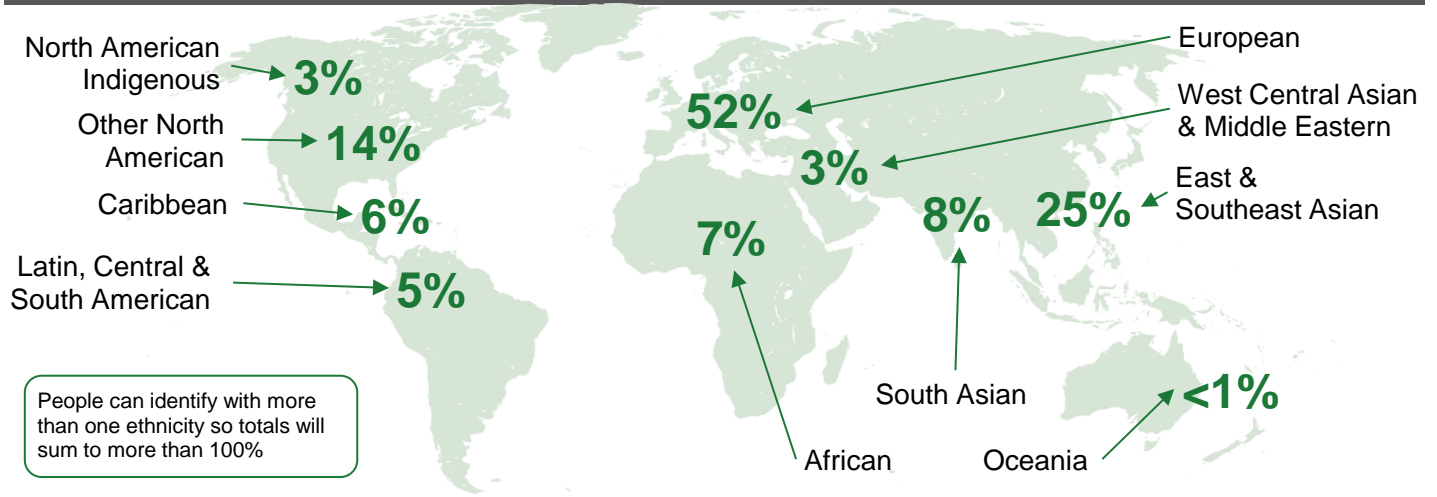 North American
Indigenous
3%
Other North
American
14%
Caribbean
6%
Latin, Central &
South American
5%
European
52%
West Central Asian
& Middle Eastern
3%
East &
Southeast Asian
25%
8%
South Asian
7%
African
<1%
Oceania
People can identify with more
than one ethnicity so totals will
sum to more than 100%